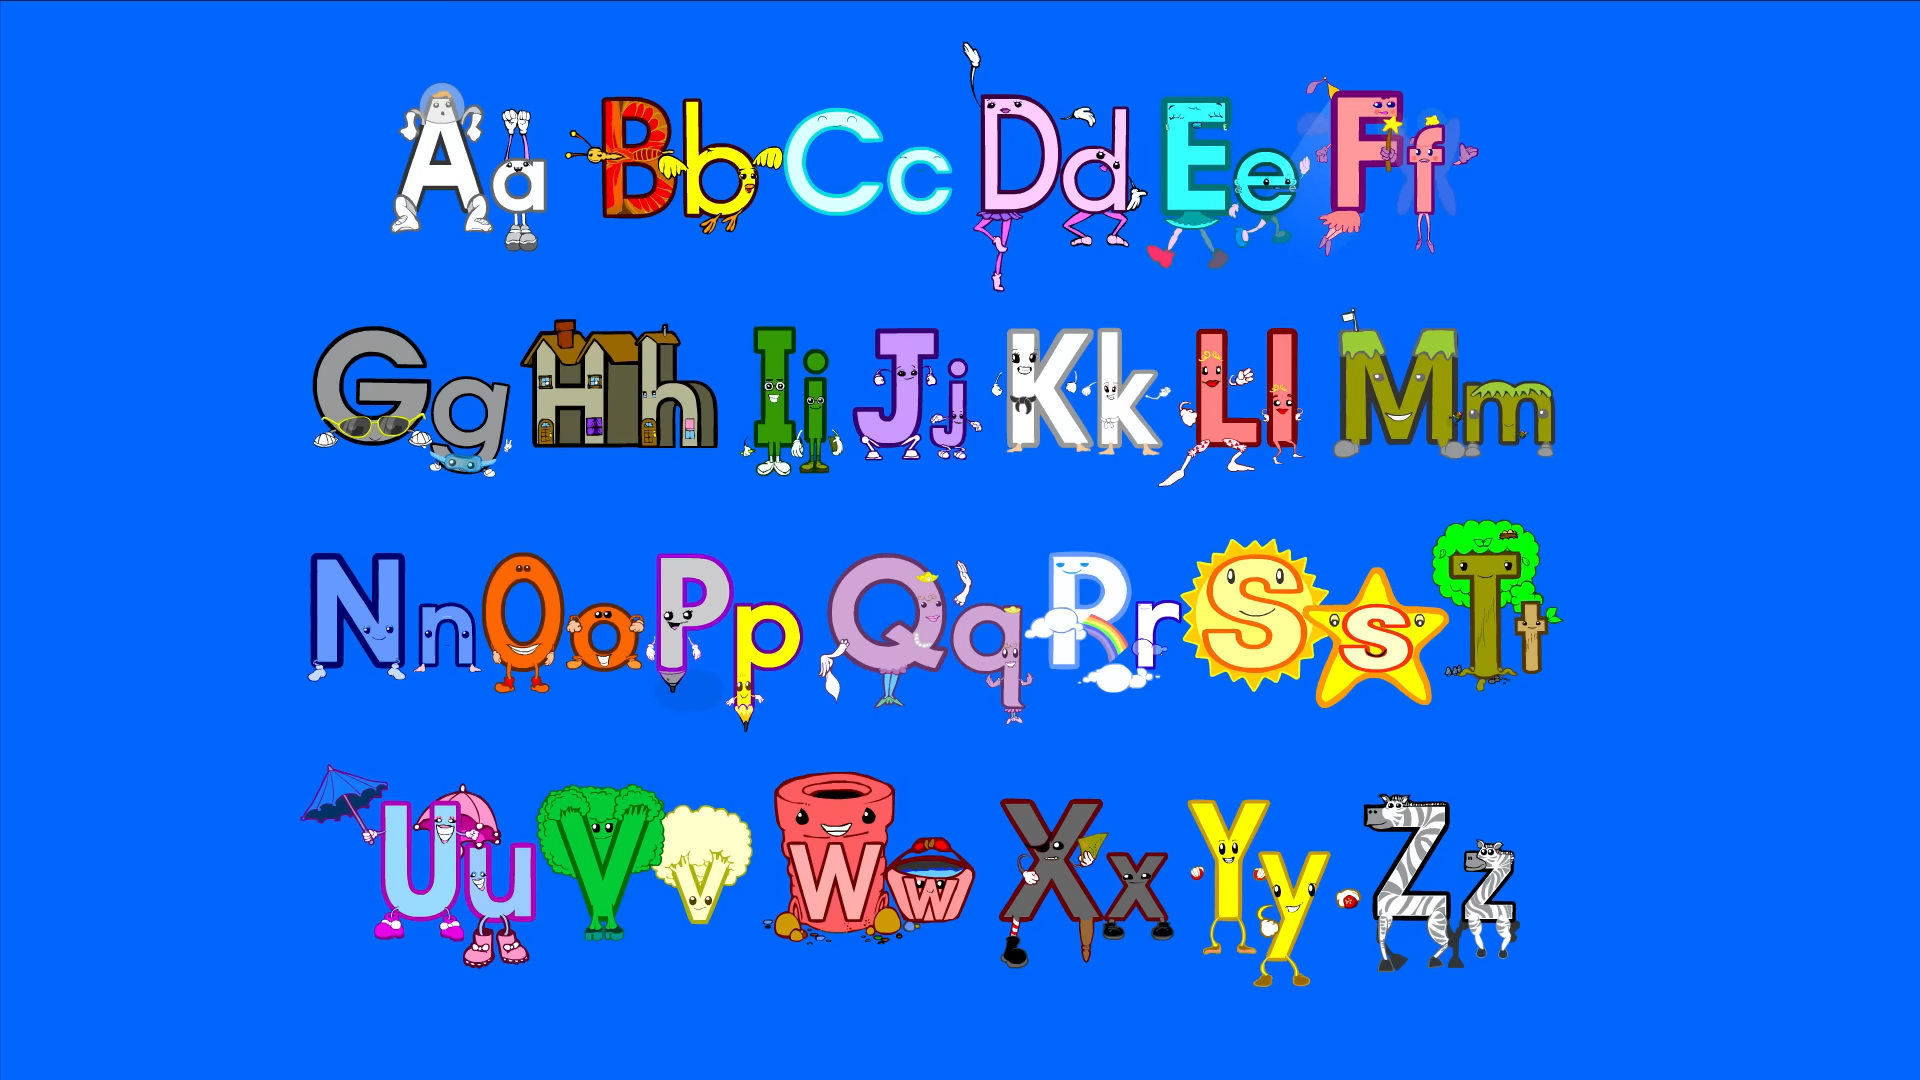 Aa Bb Cc Dd Ee Ff
Gg Hh Ii Jj Kk Ll Mm
Nn Oo Pp Qq Rr Ss Tt
Uu Vv Ww Xx Yy Zz